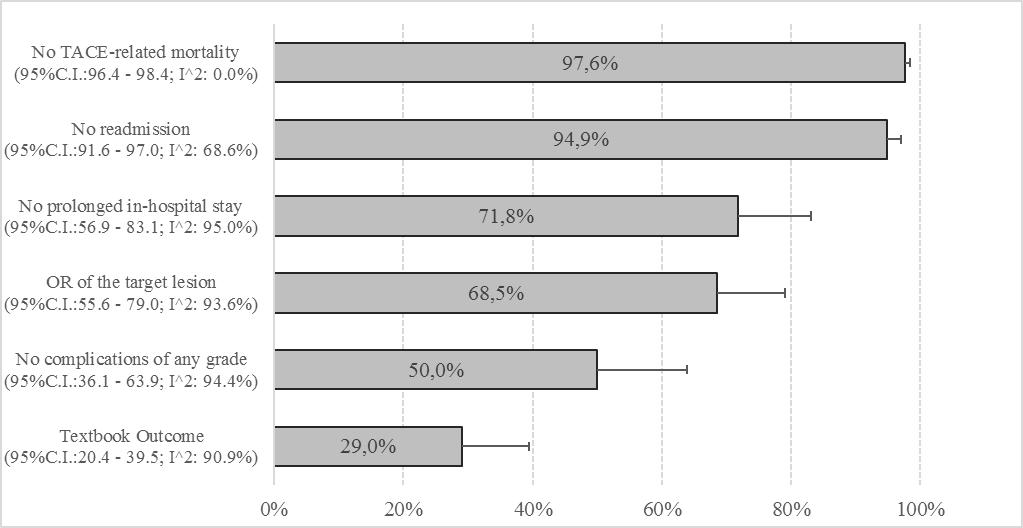 No TACE-related mortality
(95%C.I.:96.4 - 98.4; I^2: 0.0%)
97,6%
No readmission
(95%C.I.:91.6 - 97.0; I^2: 68.6%)
94,9%
No prolonged in-hospital stay
(95%C.I.:56.9 - 83.1; I^2: 95.0%)
71,8%
OR of the target lesion
(95%C.I.:55.6 - 79.0; I^2: 93.6%)
68,5%
No complications of any grade
(95%C.I.:36.1 - 63.9; I^2: 94.4%)
50,0%
Textbook Outcome
(95%C.I.:20.4 - 39.5; I^2: 90.9%)
29,0%
0% 20% 40% 60% 80% 100%